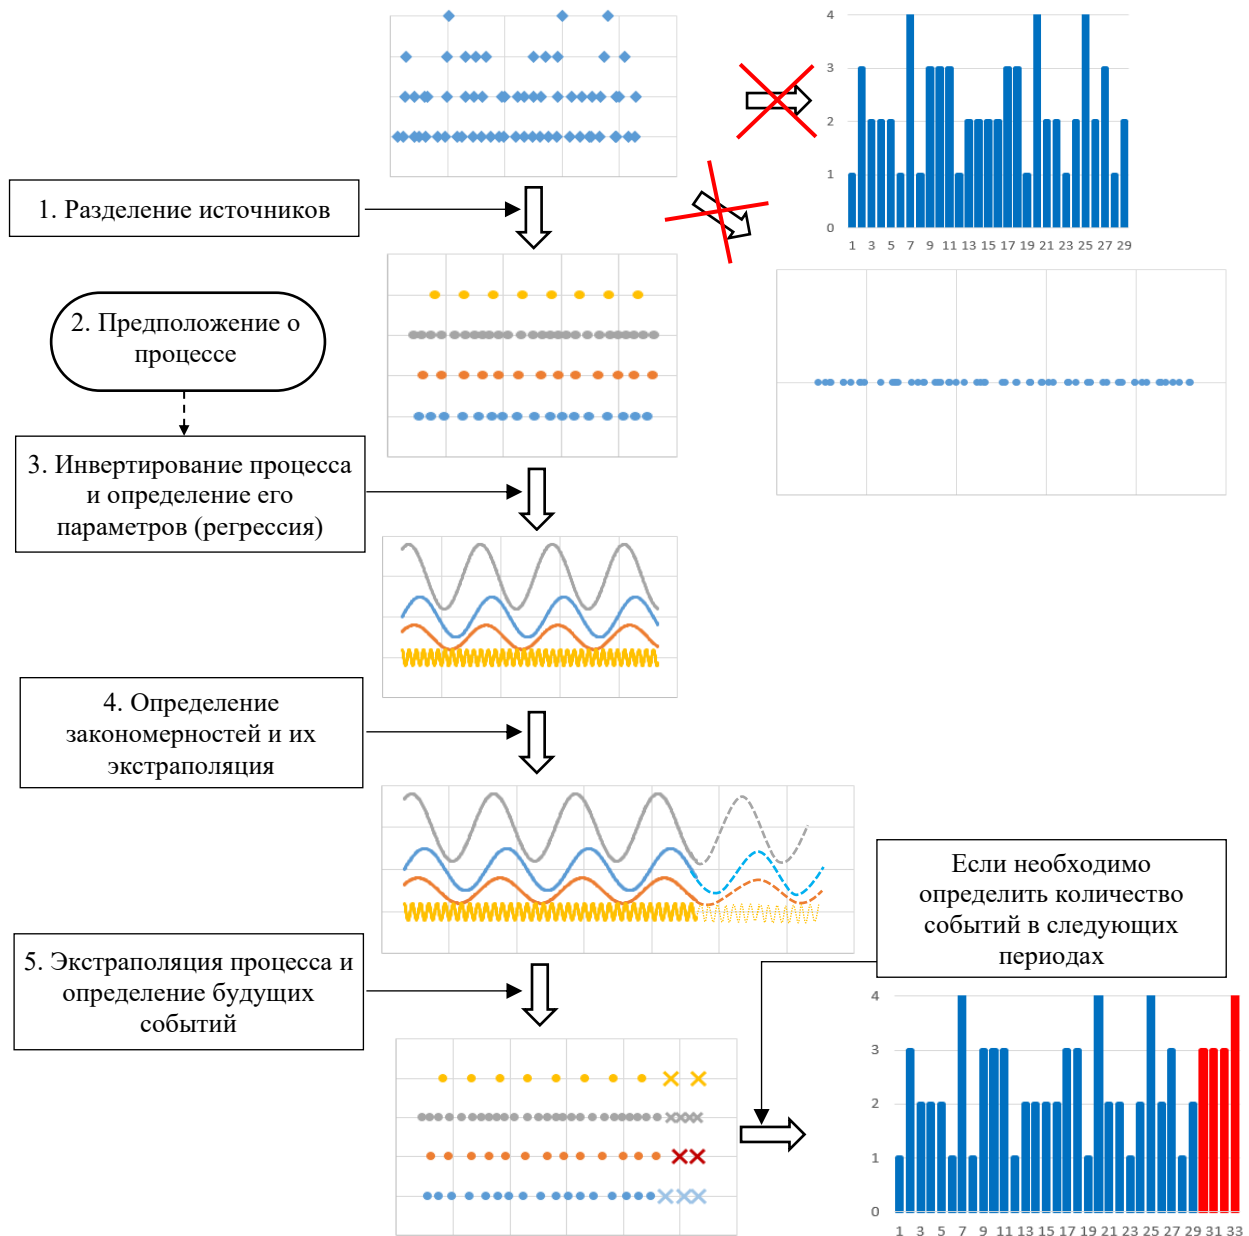 4
3
2
1
0
1 3 5 7 9 11 13 15 17 19 21 23 25 27 29
1. Разделение источников
2. Предположение о
процессе
3. Инвертирование процесса
и определение его
параметров (регрессия)
4. Определение
закономерностей и их
экстраполяция
Если необходимо
определить количество
событий в следующих
периодах
5. Экстраполяция процесса и
определение будущих
событий
4
3
2
1
0
1 3 5 7 9 11 13 15 17 19 21 23 25 27 29 31 33